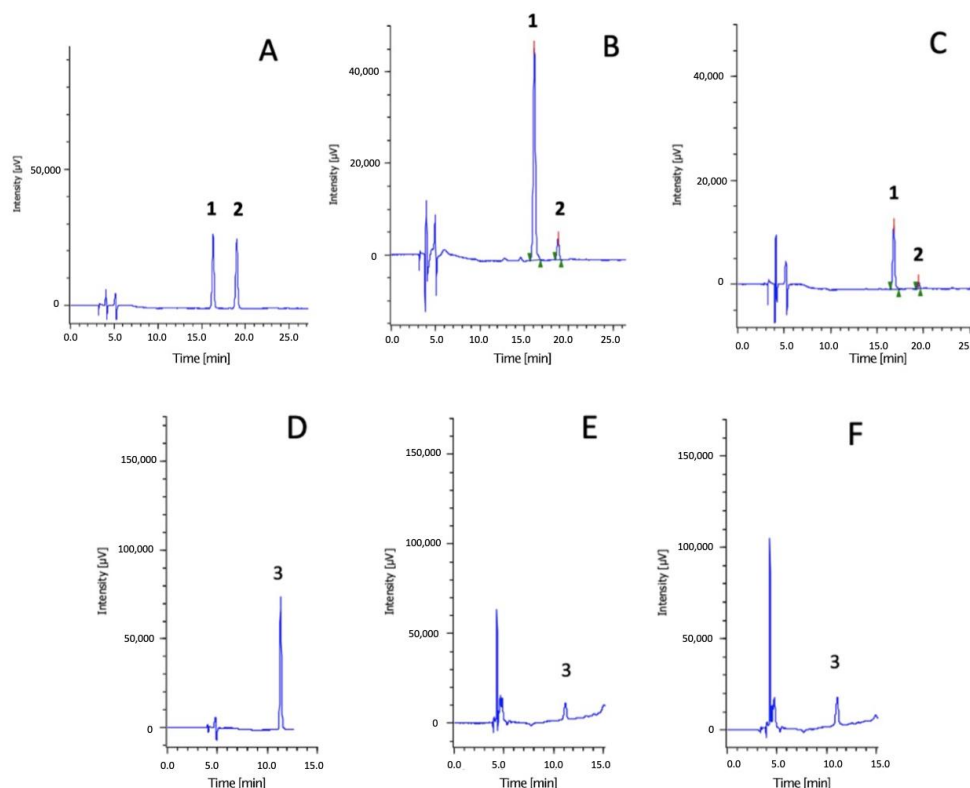 A
Intensity [µV]
50,000
0
1 2
0.0 5.0 10.0 15.0 20.0 25.0
Time [min]
B
Intensity [µV]
40,000
20,000
0
1
2
0.0 5.0 10.0 15.0 20.0 25.0
Time [min]
C
Intensity [µV]
40,000
20,000
0
1
2
0.0 5.0 10.0 15.0 20.0 25.0
Time [min]
D
Intensity [µV]
150,000
100,000
50,000
0
3
0.0 5.0 10.0 15.0
Time [min]
E
Intensity [µV]
150,000
100,000
50,000
0
3
0.0 5.0 10.0 15.0
Time [min]
F
Intensity [µV]
150,000
100,000
50,000
0
3
0.0 5.0 10.0 15.0
Time [min]